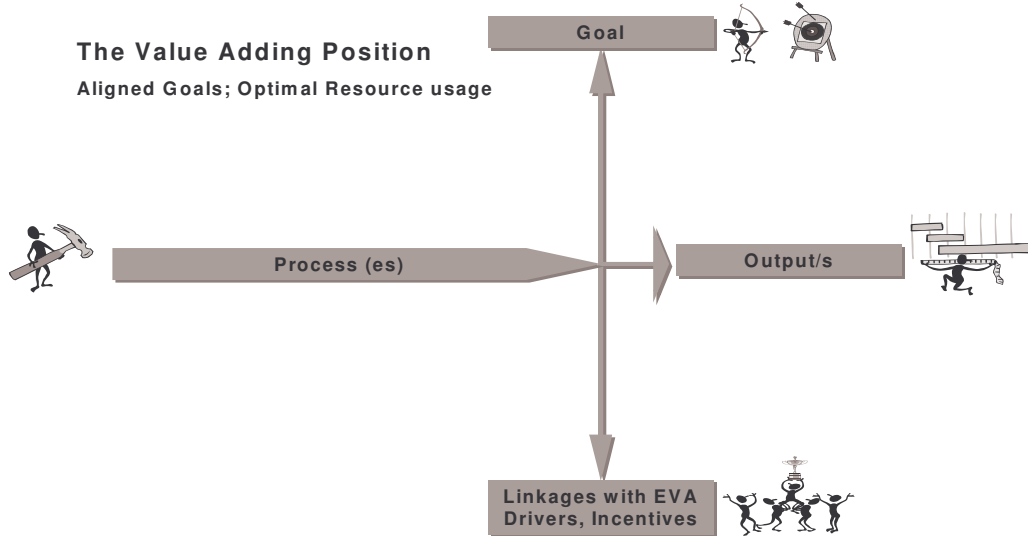 The Value Adding Position
Aligned Goals; Optimal Resource usage
Goal
Process (es)
Output/s
Linkages with EVA
Drivers, Incentives